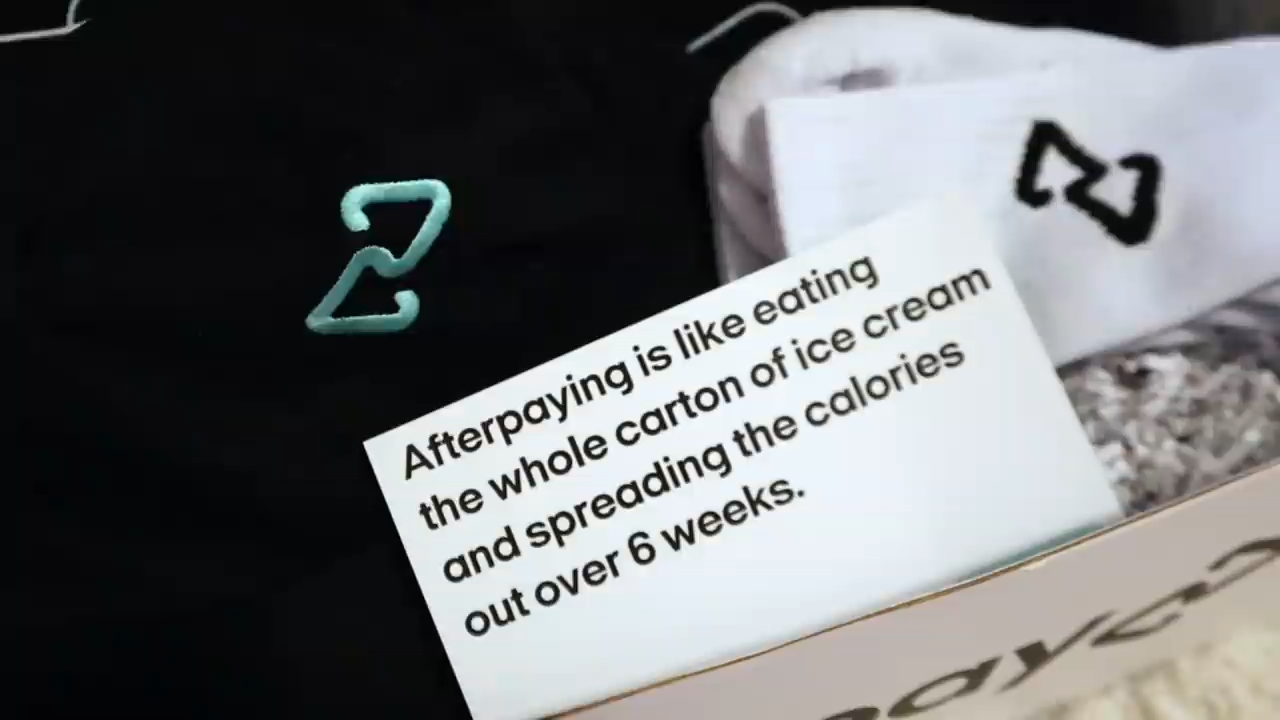 Afterpaying is like eating
the whole carton of ice cream
and spreading the calories
out over 6 weeks.